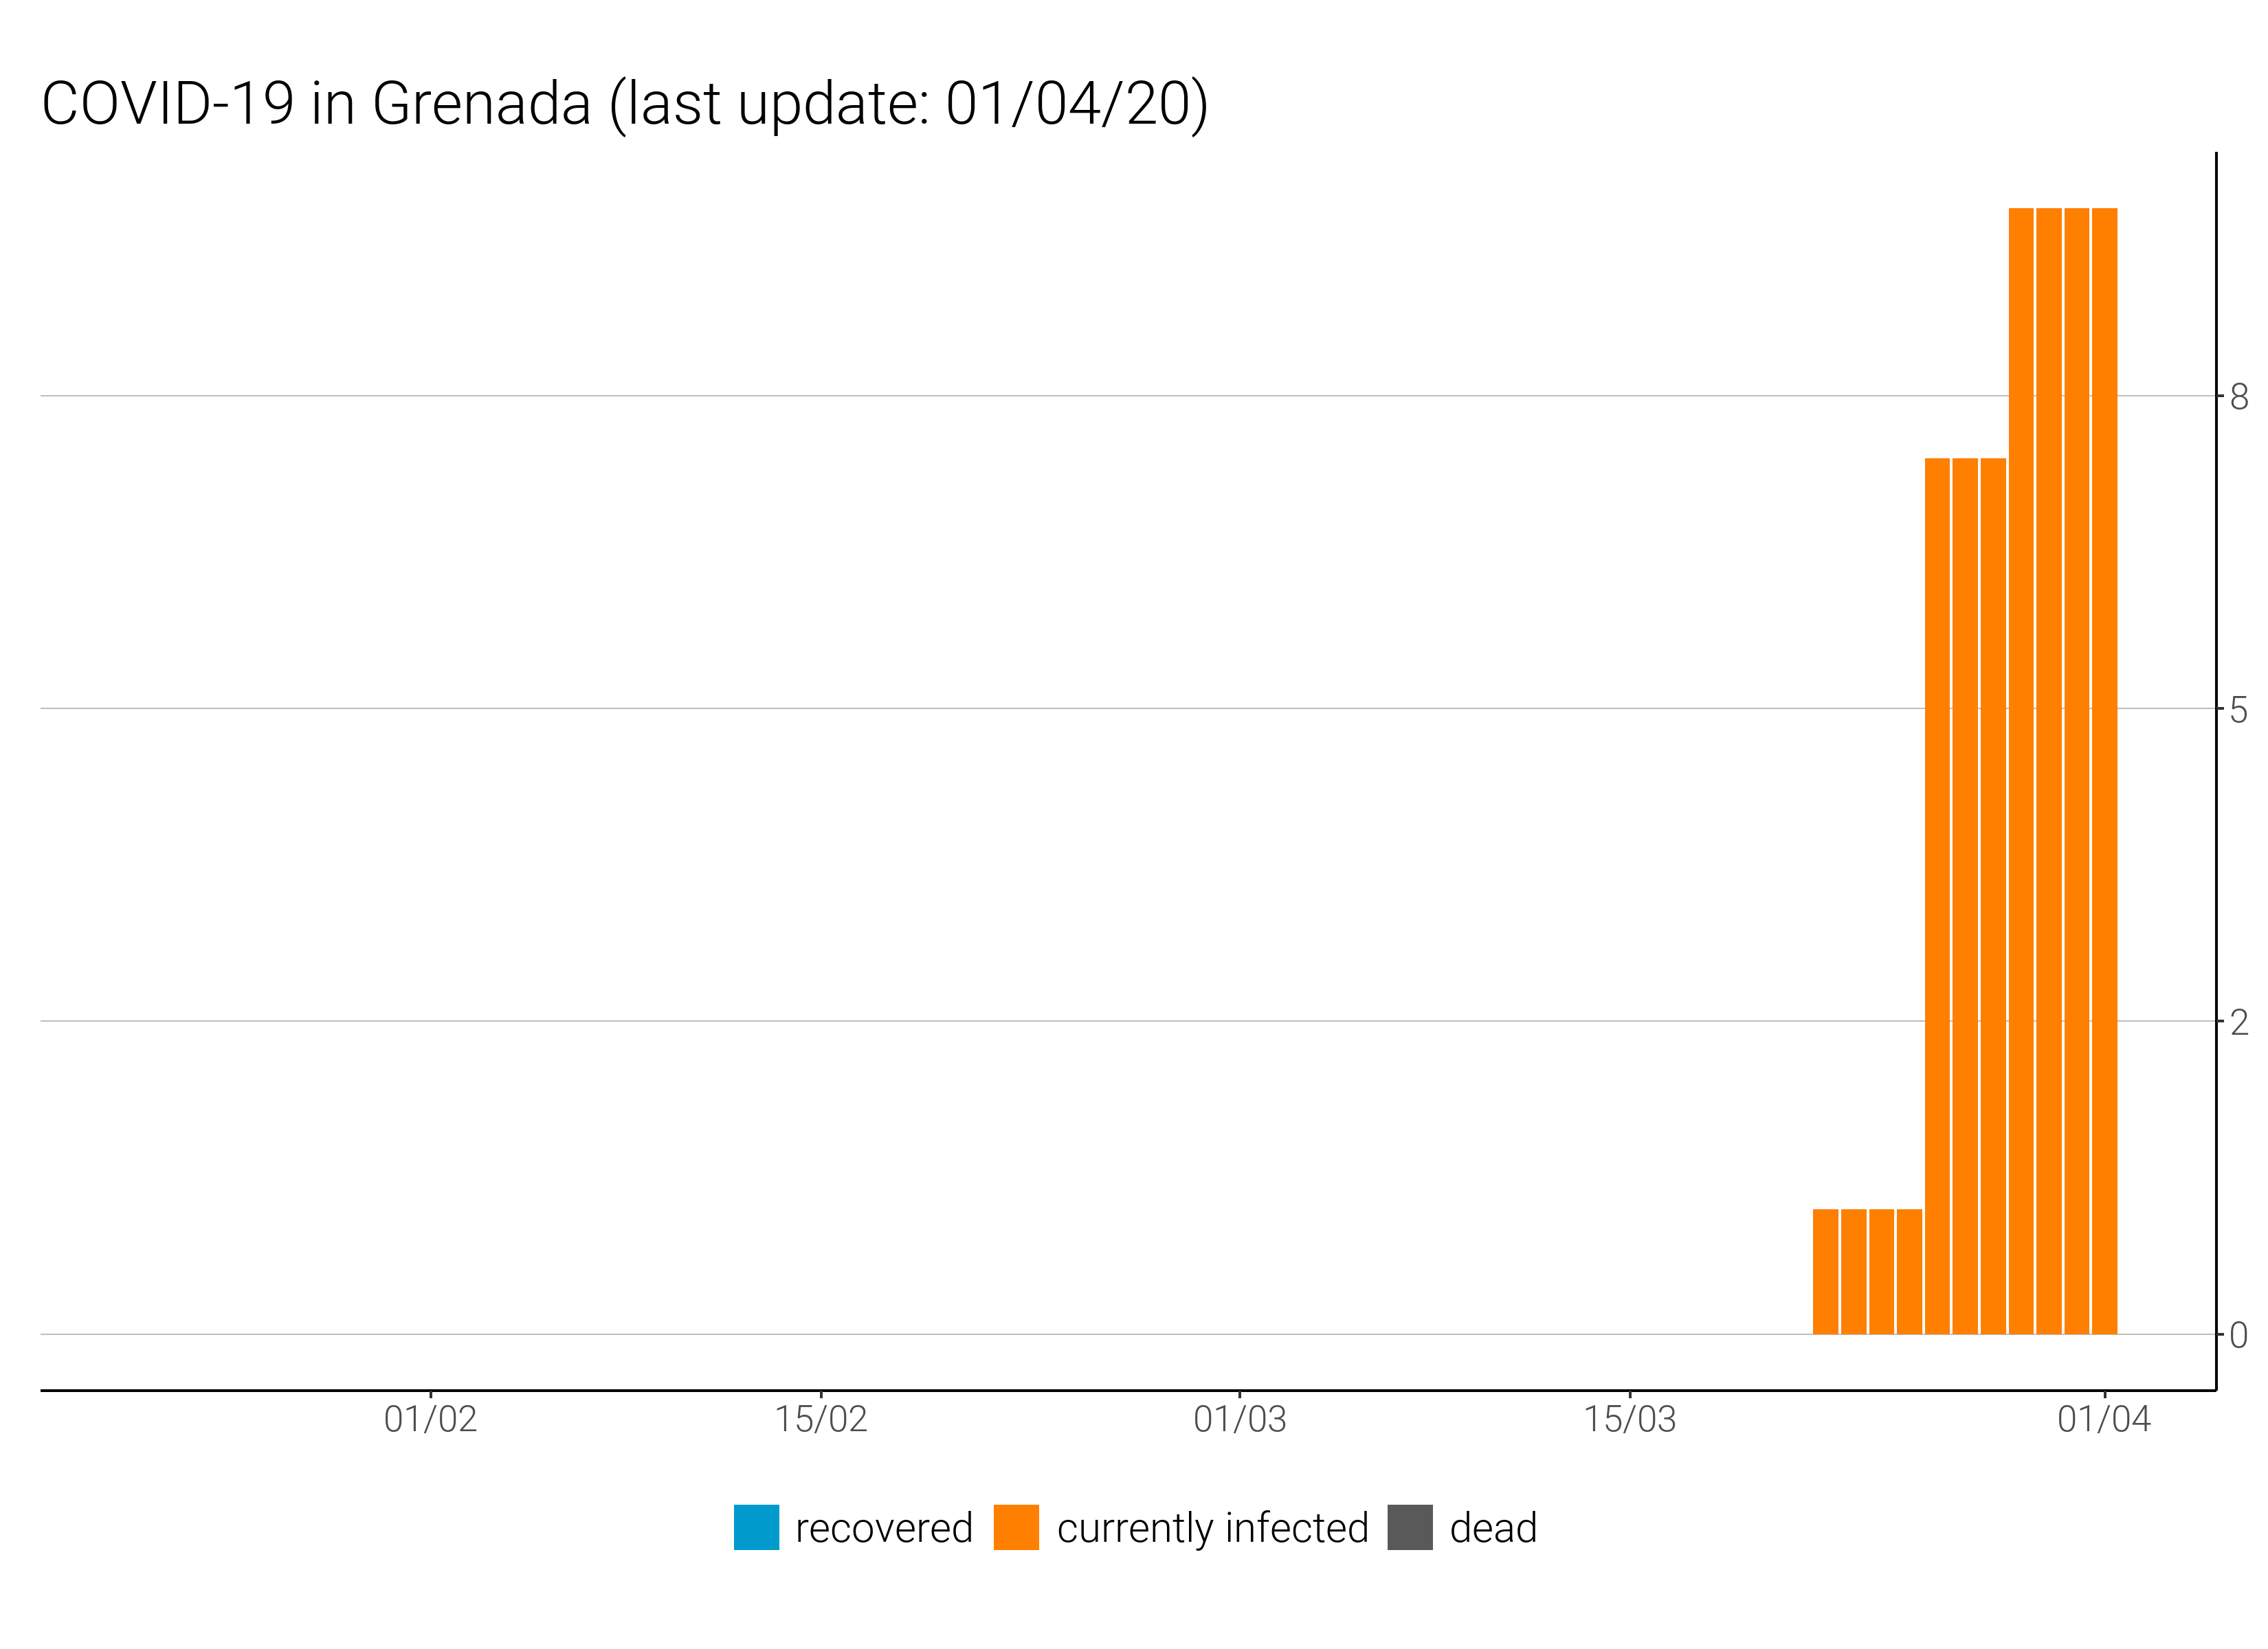 COVID-19 in Grenada (last update: 01/04/20)
8
5
2
0
01/02 15/02 01/03 15/03 01/04
recovered currently infected dead